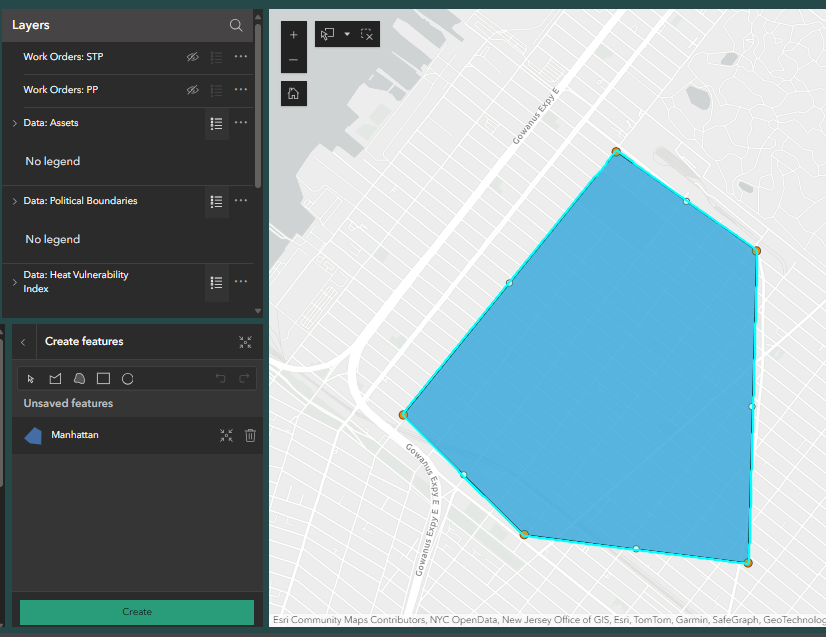 Layers
Work Orders: STP
Work Orders: PP
Data: Assets
No legend
Data: Political Boundaries
No legend
Data: Heat Vulnerability
Index
Create features
Unsaved features
Manhattan
Create
Gowanus Expy E
Gowanus Expy E
Gowanus Expy E
Esri Community Maps Contributors, NYC OpenData, New Jersey Office of GIS, Esri, TomTom, Garmin, SafeGraph, GeoTechnolog